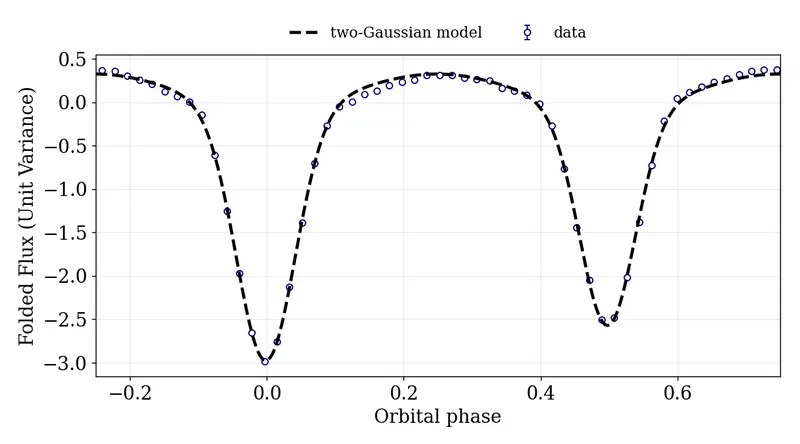 two-Gaussian model data
0.5
0.0
−0.5
−1.0
−1.5
−2.0
−2.5
−3.0
Folded Flux (Unit Variance)
−0.2 0.0 0.2 0.4 0.6
Orbital phase